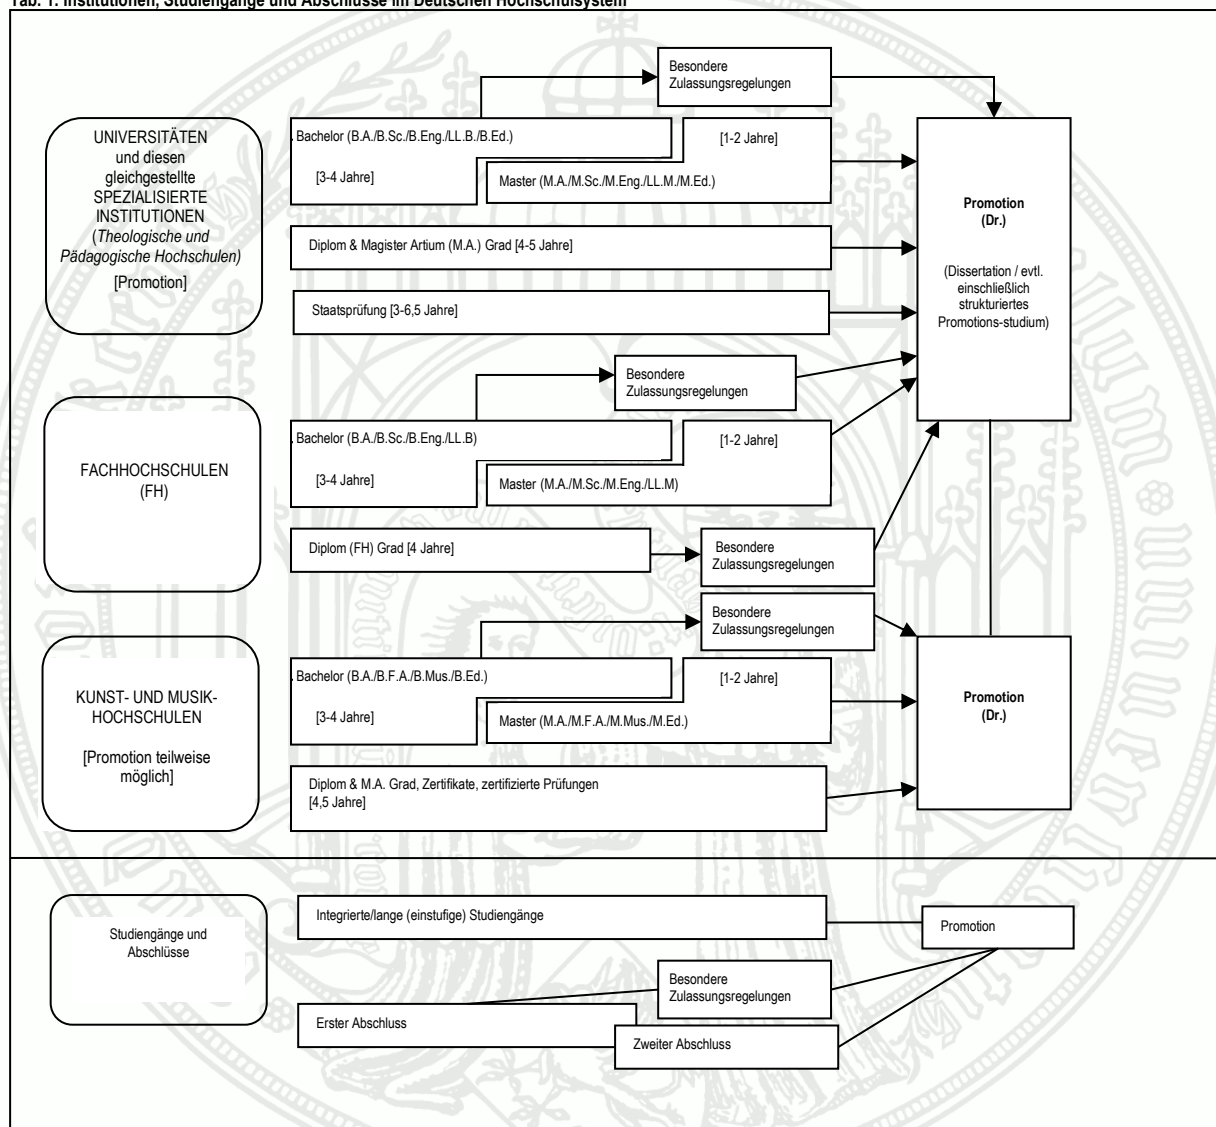 Tab. 1: Institutionen, Studiengänge und Abschlüsse im Deutschen Hochschulsystem
Besondere
Zulassungsregelungen
UNIVERSITÄTEN
und diesen
gleichgestellte
SPEZIALISIERTE
INSTITUTIONEN
(Theologische und
Pädagogische Hochschulen)
[Promotion]
. Bachelor (B.A./B.Sc./B.Eng./LL.B./B.Ed.)
[3-4 Jahre]
[1-2 Jahre]
Master (M.A./M.Sc./M.Eng./LL.M./M.Ed.)
Diplom & Magister Artium (M.A.) Grad [4-5 Jahre]
Staatsprüfung [3-6,5 Jahre]
Promotion
(Dr.)
(Dissertation / evtl.
einschließlich
strukturiertes
Promotions-studium)
Besondere
Zulassungsregelungen
FACHHOCHSCHULEN
(FH)
. Bachelor (B.A./B.Sc./B.Eng./LL.B)
[3-4 Jahre]
[1-2 Jahre]
Master (M.A./M.Sc./M.Eng./LL.M)
Diplom (FH) Grad [4 Jahre]
Besondere
Zulassungsregelungen
Besondere
Zulassungsregelungen
KUNST- UND MUSIK-
HOCHSCHULEN
[Promotion teilweise
möglich]
. Bachelor (B.A./B.F.A./B.Mus./B.Ed.)
[3-4 Jahre]
[1-2 Jahre]
Master (M.A./M.F.A./M.Mus./M.Ed.)
Diplom & M.A. Grad, Zertifikate, zertifizierte Prüfungen
[4,5 Jahre]
Promotion
(Dr.)
Studiengänge und
Abschlüsse
Integrierte/lange (einstufige) Studiengänge
Promotion
Besondere
Zulassungsregelungen
Erster Abschluss
Zweiter Abschluss